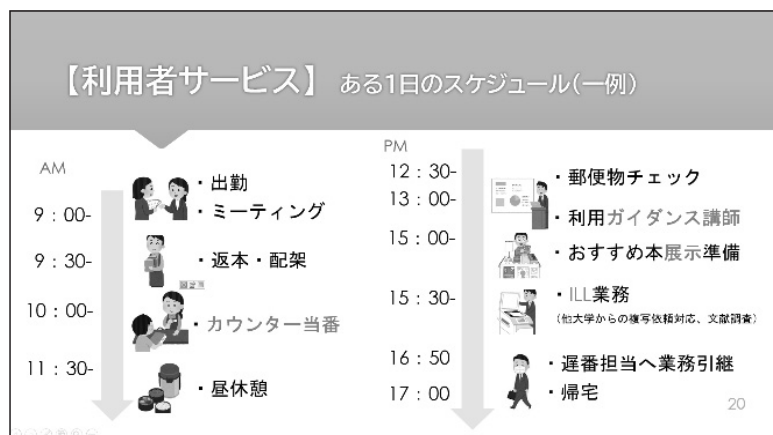 【利用者サービス】 ある1日のスケジュール(一例)
AM
9：00-
・出勤
・ミーティング
9：30-
・返本・配架
10：00-
・カウンター当番
11：30-
・昼休憩
PM
12：30-
・郵便物チェック
13：00-
・利用ガイダンス講師
15：00-
・おすすめ本展示準備
15：30-
・ILL業務
(他大学からの複写依頼対応、文献調査)
16：50
・遅番担当へ業務引継
17：00
・帰宅
20